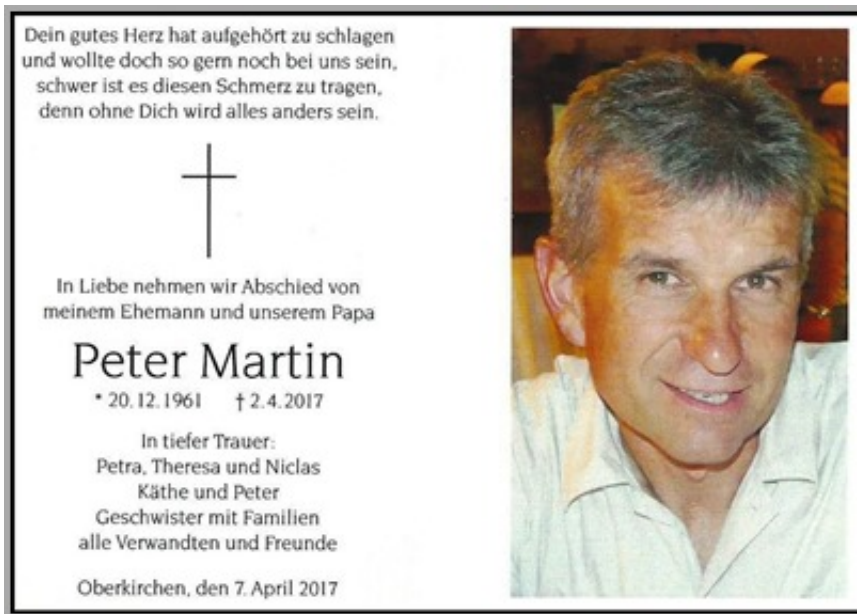 Dein gutes Herz hat aufgehört zu schlagen
und wollte doch so gern noch bei uns sein,
schwer ist es diesen Schmerz zu tragen,
denn ohne Dich wird alles anders sein.
In Liebe nehmen wir Abschied von
meinem Ehemann und unserem Papa
Peter Martin
* 20.12.1961 † 2.4.2017
In tiefer Trauer:
Petra, Theresa und Niclas
Käthe und Peter
Geschwister mit Familien
alle Verwandten und Freunde
Oberkirchen, den 7. April 2017